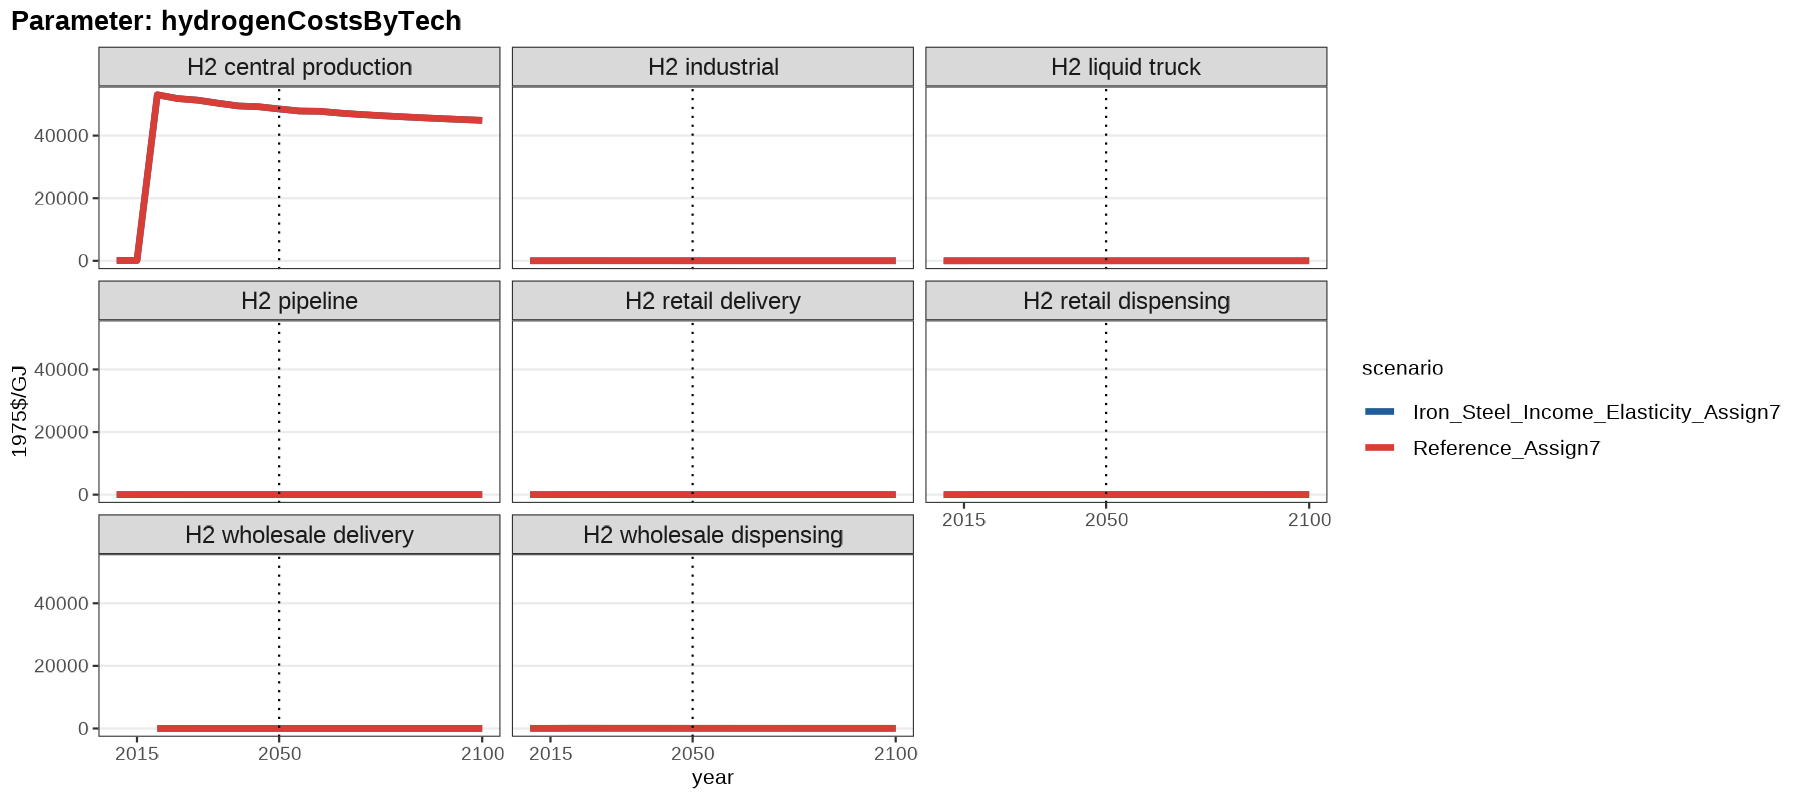 Parameter: hydrogenCostsByTech
H2 central production
H2 industrial
H2 liquid truck
40000
20000
0
H2 pipeline
H2 retail delivery
H2 retail dispensing
40000
20000
0
2015
2050
2100
H2 wholesale delivery
H2 wholesale dispensing
40000
20000
0
2015
2050
2100
2015
2050
2100
year
1975$/GJ
scenario
Iron_Steel_Income_Elasticity_Assign7
Reference_Assign7